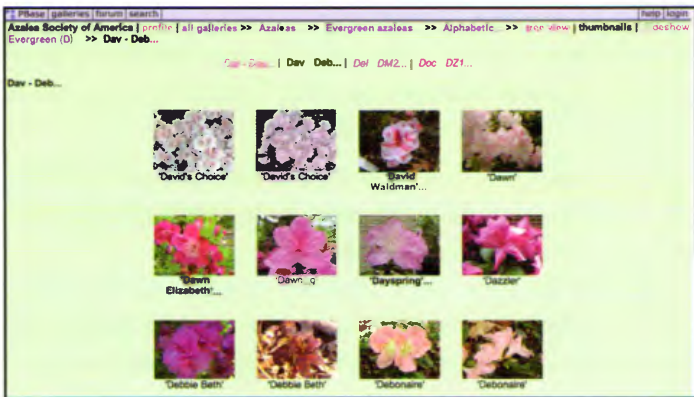 PBase | galleries | forum | search | help | login
Azalea Society of America | profile | all galleries >> Azaleas >> Evergreen azaleas >> Alphabetic... >> tree view | thumbnails |
Evergreen (D) >> Dav - Deb...
| Dav Deb... | Del DM2... | Doc DZ1...
Dav - Deb...
'David's Choice' 'David's Choice' 'David 'Dawn'
Waldman'...
'Dawn 'Dayspring'... 'Dazzler'
Elizabeth'...
'Debbie Beth' 'Debbie Beth' 'Debonaire' 'Debonaire'